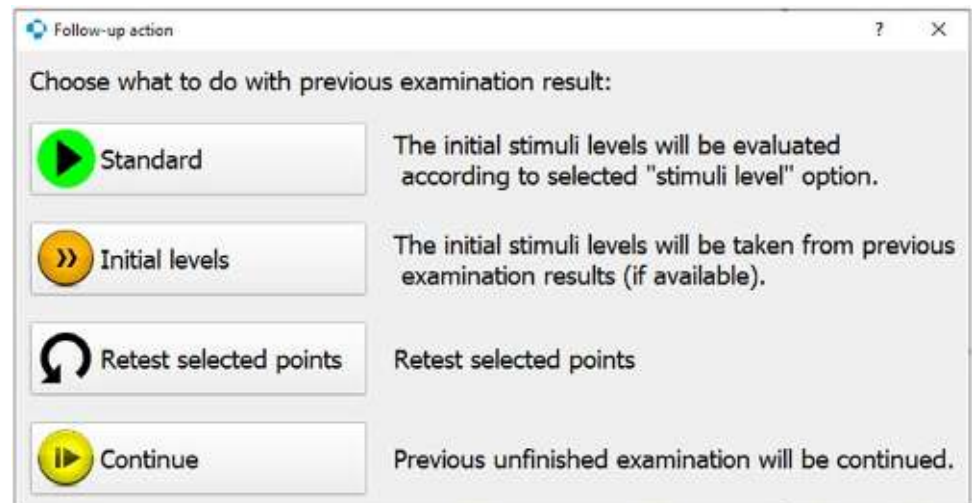 Follow-up action
?
Choose what to do with previous examination result:
Standard
The initial stimuli levels will be evaluated
according to selected "stimuli level" option.
Initial levels
The initial stimuli levels will be taken from previous
examination results (if available).
Retest selected points
Retest selected points
Continue
Previous unfinished examination will be continued.